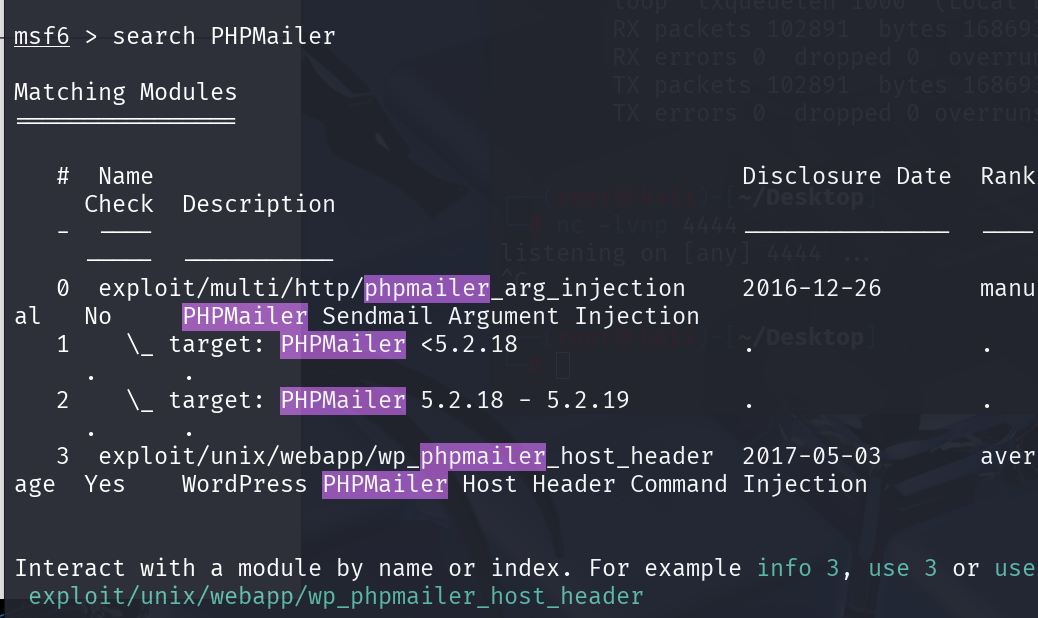 loop txqueuelen 1000 (Local
RX packets 102891 bytes 16869
RX errors 0 dropped 0 overrun
TX packets 102891 bytes 16869
TX errors 0 dropped 0 overruns
msf6 > search PHPMailer
Matching Modules
================
# Name Disclosure Date Rank
Check Description
- ---- --------------- ----
----- -----------
0 exploit/multi/http/phpmailer_arg_injection 2016-12-26 manu
al No PHPMailer Sendmail Argument Injection
1 \_ target: PHPMailer <5.2.18 . .
. .
2 \_ target: PHPMailer 5.2.18 - 5.2.19 . .
. .
3 exploit/unix/webapp/wp_phpmailer_host_header 2017-05-03 aver
age Yes WordPress PHPMailer Host Header Command Injection
Interact with a module by name or index. For example info 3, use 3 or use
exploit/unix/webapp/wp_phpmailer_host_header
~/Desktop
nc -lvnp 4444
listening on [any] 4444 ...
^C
~/Desktop